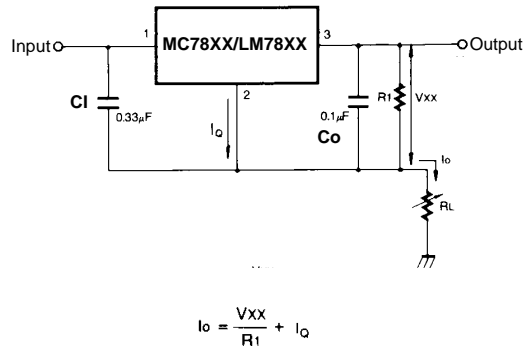 Input
1
MC78XX/LM78XX
3
Output
2
CI
0.33µF
IQ
0.1µF
Co
R1
VXX
Io
RL
Io = VXX / R1 + IQ